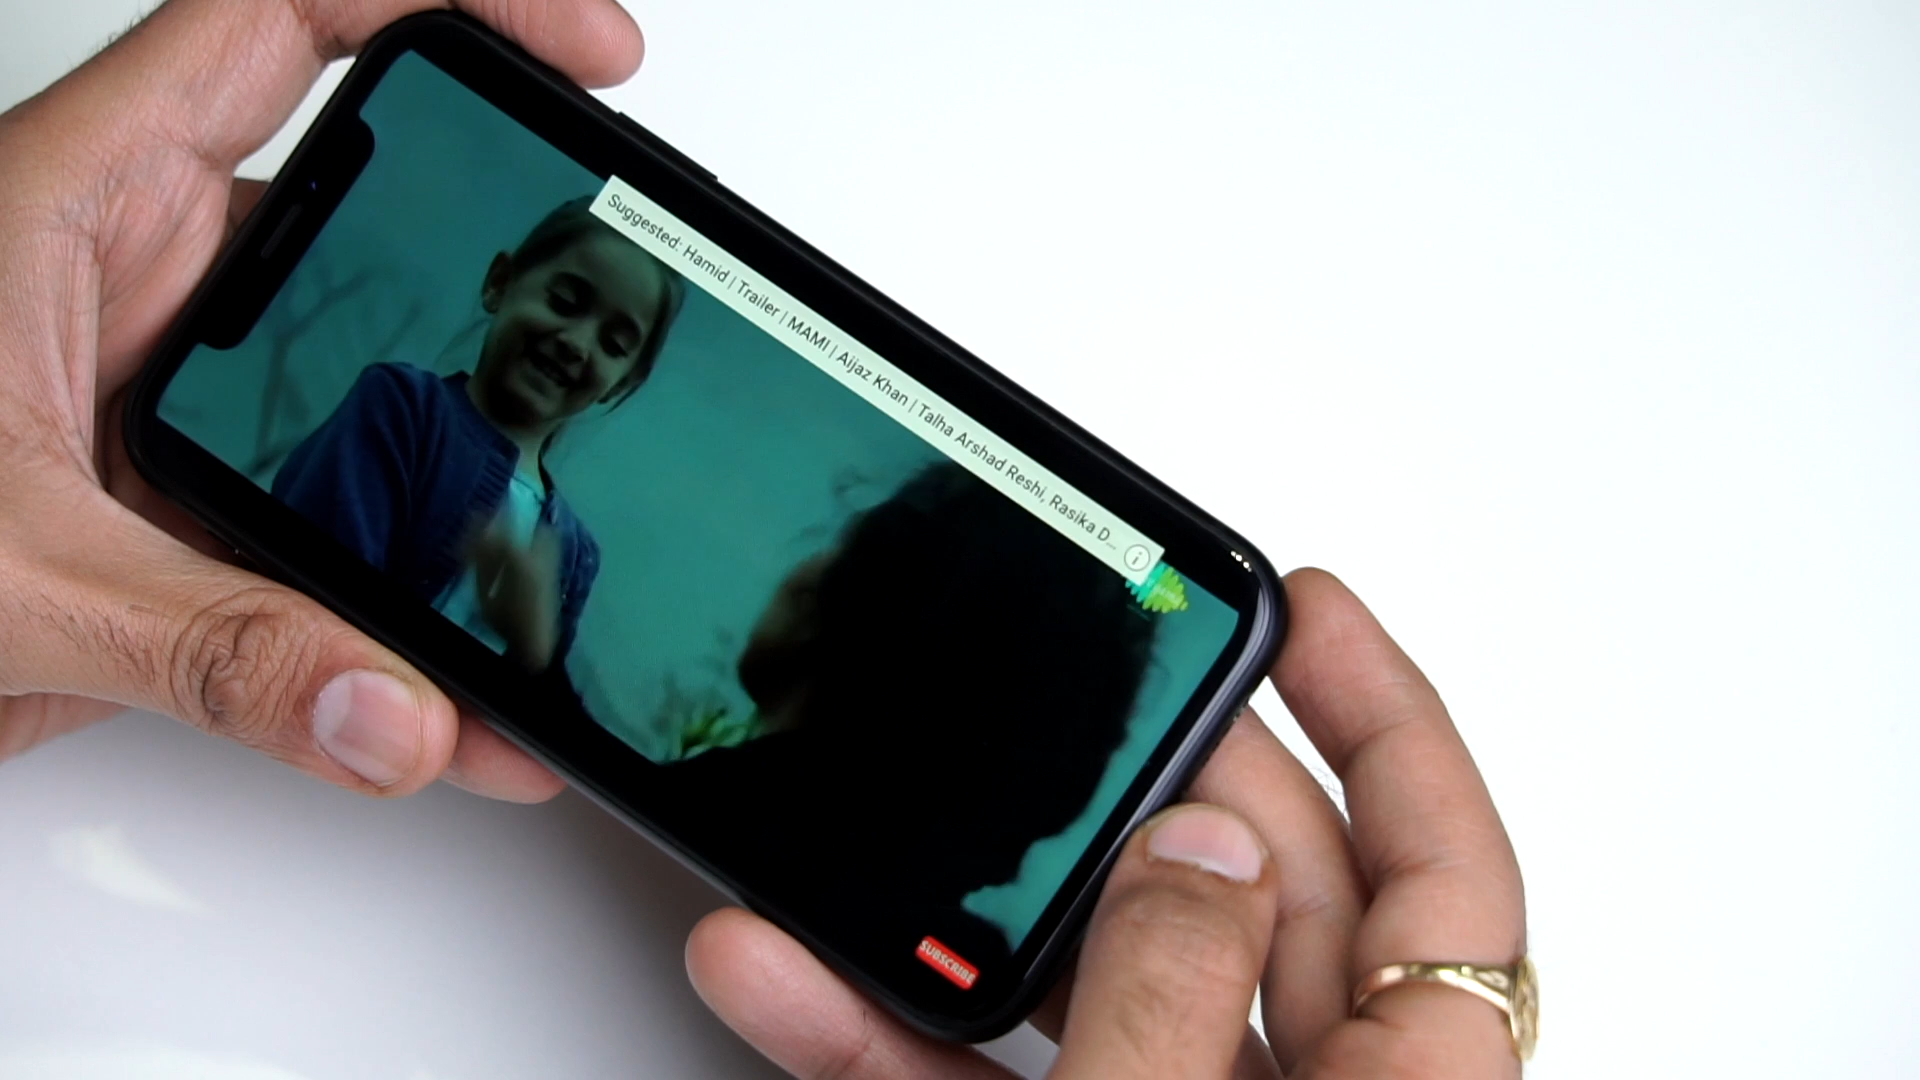 Suggested: Hamid | Trailer | MAMI | Aijaz Khan | Talha Arshad Reshi, Rasika D...
SUBSCRIBE